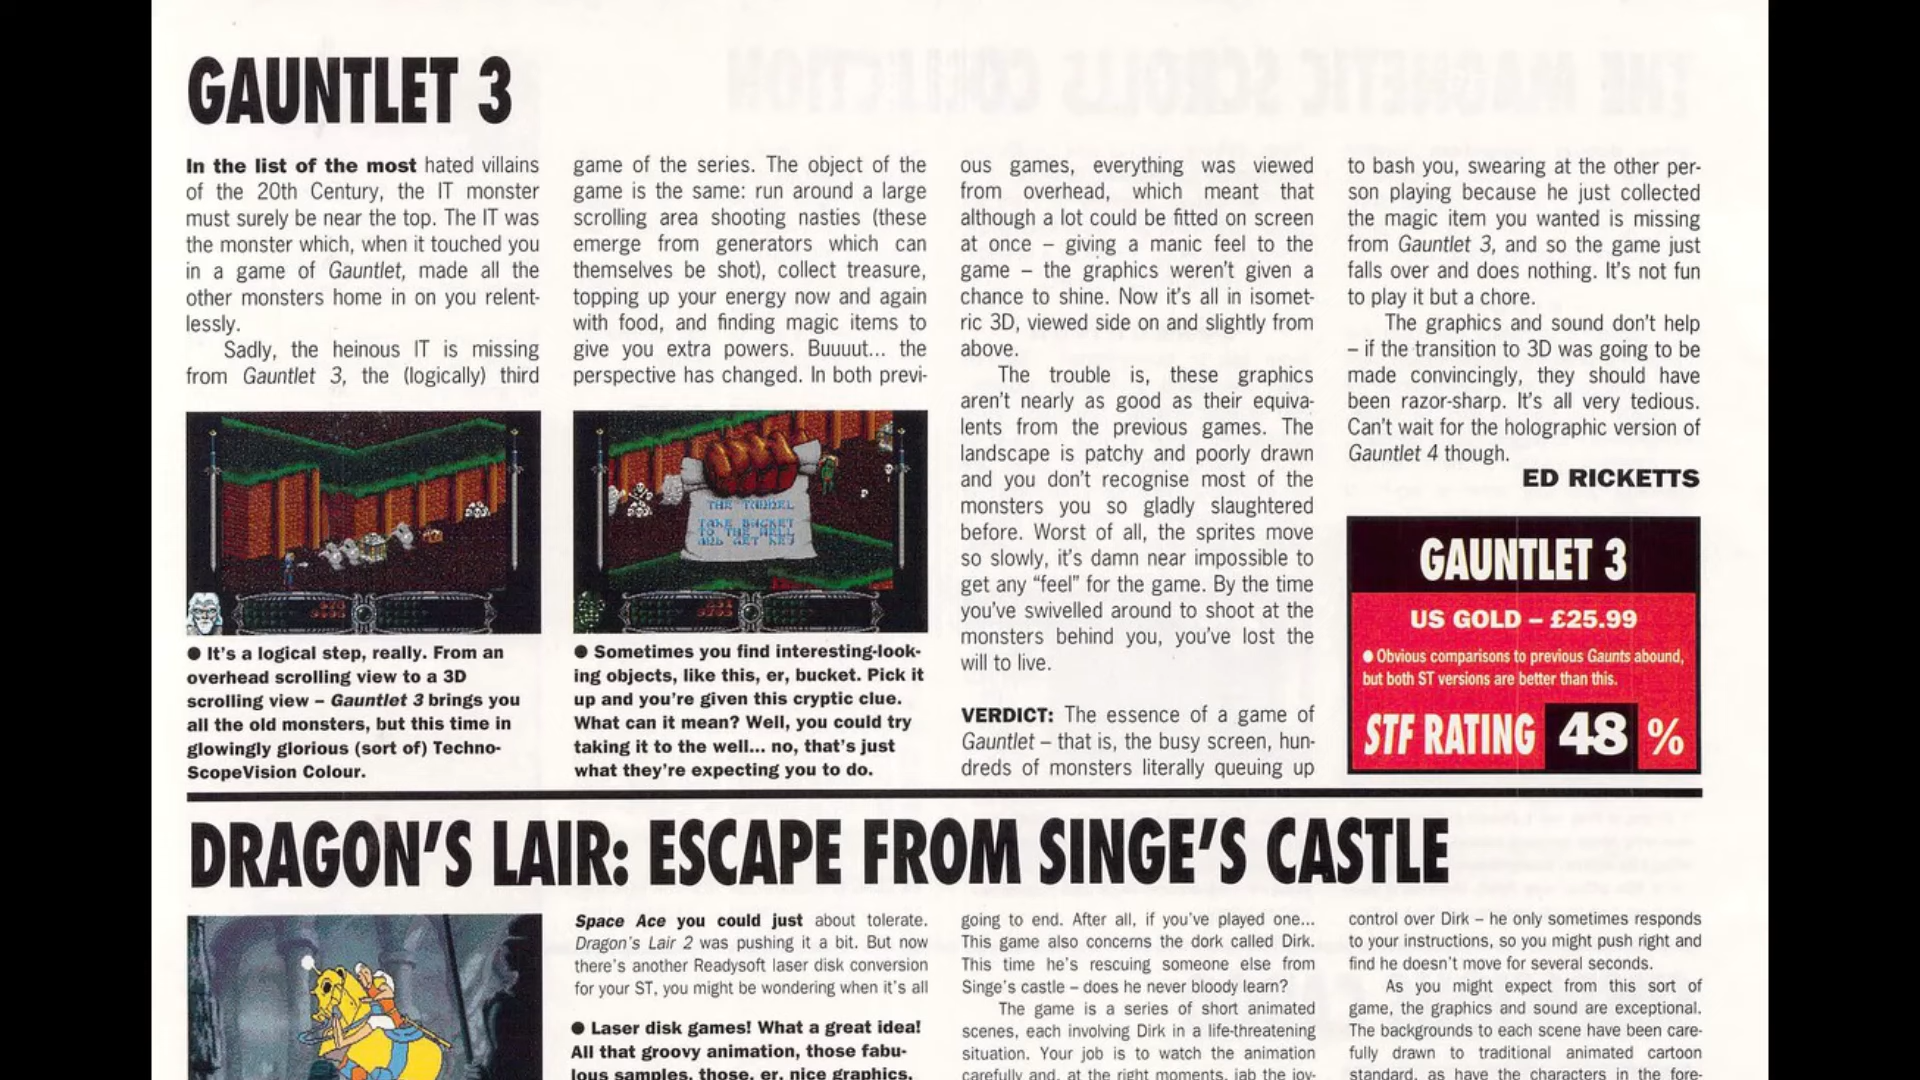 GAUNTLET 3
In the list of the most hated villains
of the 20th Century, the IT monster
must surely be near the top. The IT was
the monster which, when it touched you
in a game of Gauntlet, made all the
other monsters home in on you relent-
lessly.
Sadly, the heinous IT is missing
from Gauntlet 3, the (logically) third
game of the series. The object of the
game is the same: run around a large
scrolling area shooting nasties (these
emerge from generators which can
themselves be shot), collect treasure,
topping up your energy now and again
with food, and finding magic items to
give you extra powers. Buuuut... the
perspective has changed. In both previ-
ous games, everything was viewed
from overhead, which meant that
although a lot could be fitted on screen
at once – giving a manic feel to the
game – the graphics weren't given a
chance to shine. Now it's all in isomet-
ric 3D, viewed side on and slightly from
above.
The trouble is, these graphics
aren't nearly as good as their equiva-
lents from the previous games. The
landscape is patchy and poorly drawn
and you don't recognise most of the
monsters you so gladly slaughtered
before. Worst of all, the sprites move
so slowly, it's damn near impossible to
get any “feel” for the game. By the time
you've swivelled around to shoot at the
monsters behind you, you've lost the
will to live.
VERDICT: The essence of a game of
Gauntlet – that is, the busy screen, hun-
dreds of monsters literally queuing up
to bash you, swearing at the other per-
son playing because he just collected
the magic item you wanted is missing
from Gauntlet 3, and so the game just
falls over and does nothing. It's not fun
to play it but a chore.
The graphics and sound don't help
– if the transition to 3D was going to be
made convincingly, they should have
been razor-sharp. It's all very tedious.
Can't wait for the holographic version of
Gauntlet 4 though.
ED RICKETTS
TAKE BUCKET
TO THE WELL
AND GET KEY
● It's a logical step, really. From an
overhead scrolling view to a 3D
scrolling view – Gauntlet 3 brings you
all the old monsters, but this time in
glowingly glorious (sort of) Techno-
ScopeVision Colour.
● Sometimes you find interesting-look-
ing objects, like this, er, bucket. Pick it
up and you're given this cryptic clue.
What can it mean? Well, you could try
taking it to the well... no, that's just
what they're expecting you to do.
GAUNTLET 3
US GOLD – £25.99
● Obvious comparisons to previous Gaunts abound,
but both ST versions are better than this.
STF RATING 48 %
DRAGON'S LAIR: ESCAPE FROM SINGE'S CASTLE
Space Ace you could just about tolerate.
Dragon's Lair 2 was pushing it a bit. But now
there's another Readysoft laser disk conversion
for your ST, you might be wondering when it's all
● Laser disk games! What a great idea!
All that groovy animation, those fabu-
lous samples, those, er, nice graphics.
going to end. After all, if you've played one...
This game also concerns the dork called Dirk.
This time he's rescuing someone else from
Singe's castle – does he never bloody learn?
The game is a series of short animated
scenes, each involving Dirk in a life-threatening
situation. Your job is to watch the animation
carefully and, at the right moments, jab the joy-
control over Dirk – he only sometimes responds
to your instructions, so you might push right and
find he doesn't move for several seconds.
As you might expect from this sort of
game, the graphics and sound are exceptional.
The backgrounds to each scene have been care-
fully drawn to traditional animated cartoon
standard, as have the characters in the fore-